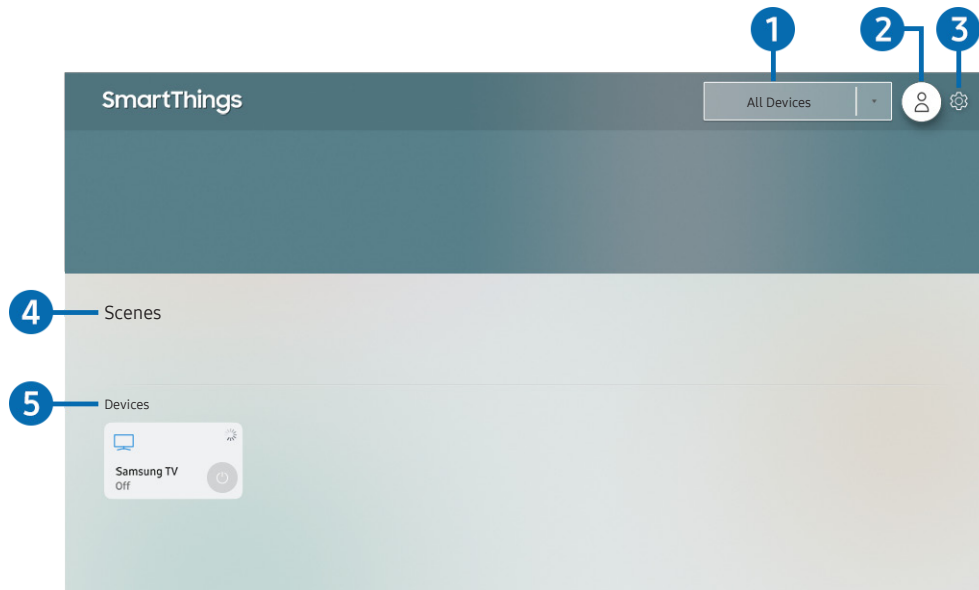 1
2
3
SmartThings
All Devices
4
Scenes
5
Devices
Samsung TV
Off